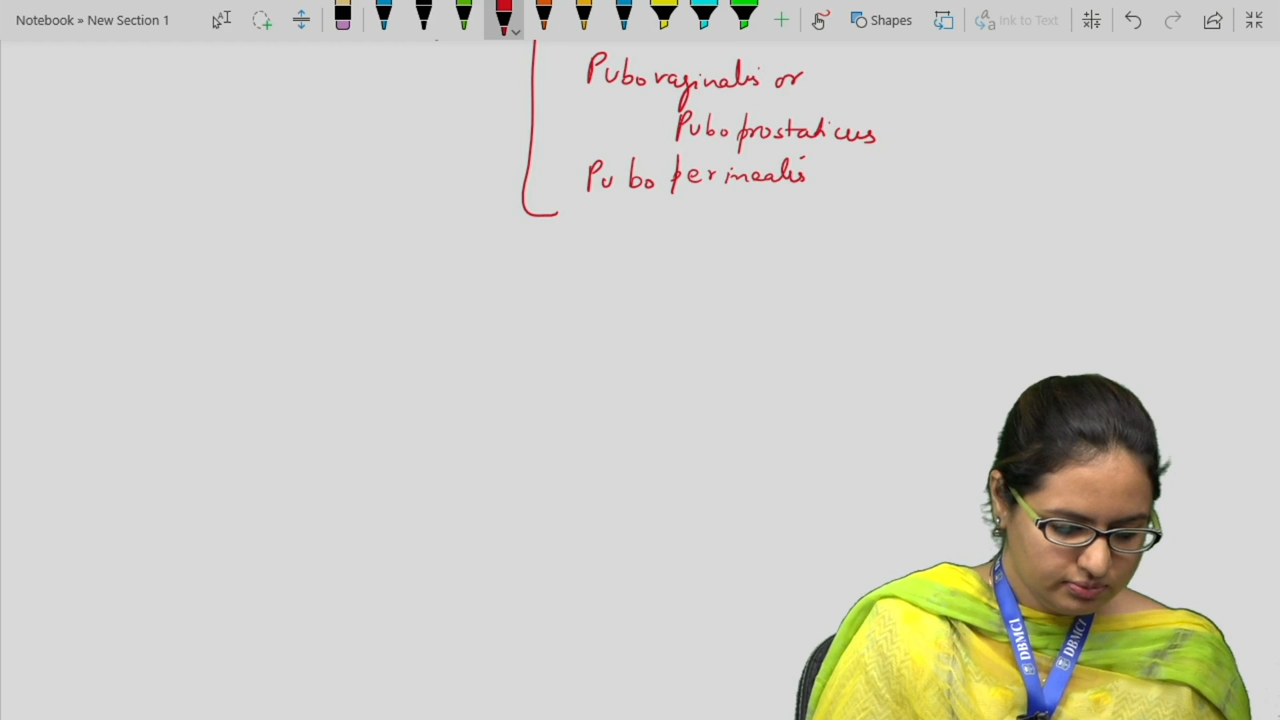 Notebook » New Section 1
Shapes
Ink to Text
Pubovaginalis or
Puboprostaticus
Puboperinealis
DBMCI
DBMCI